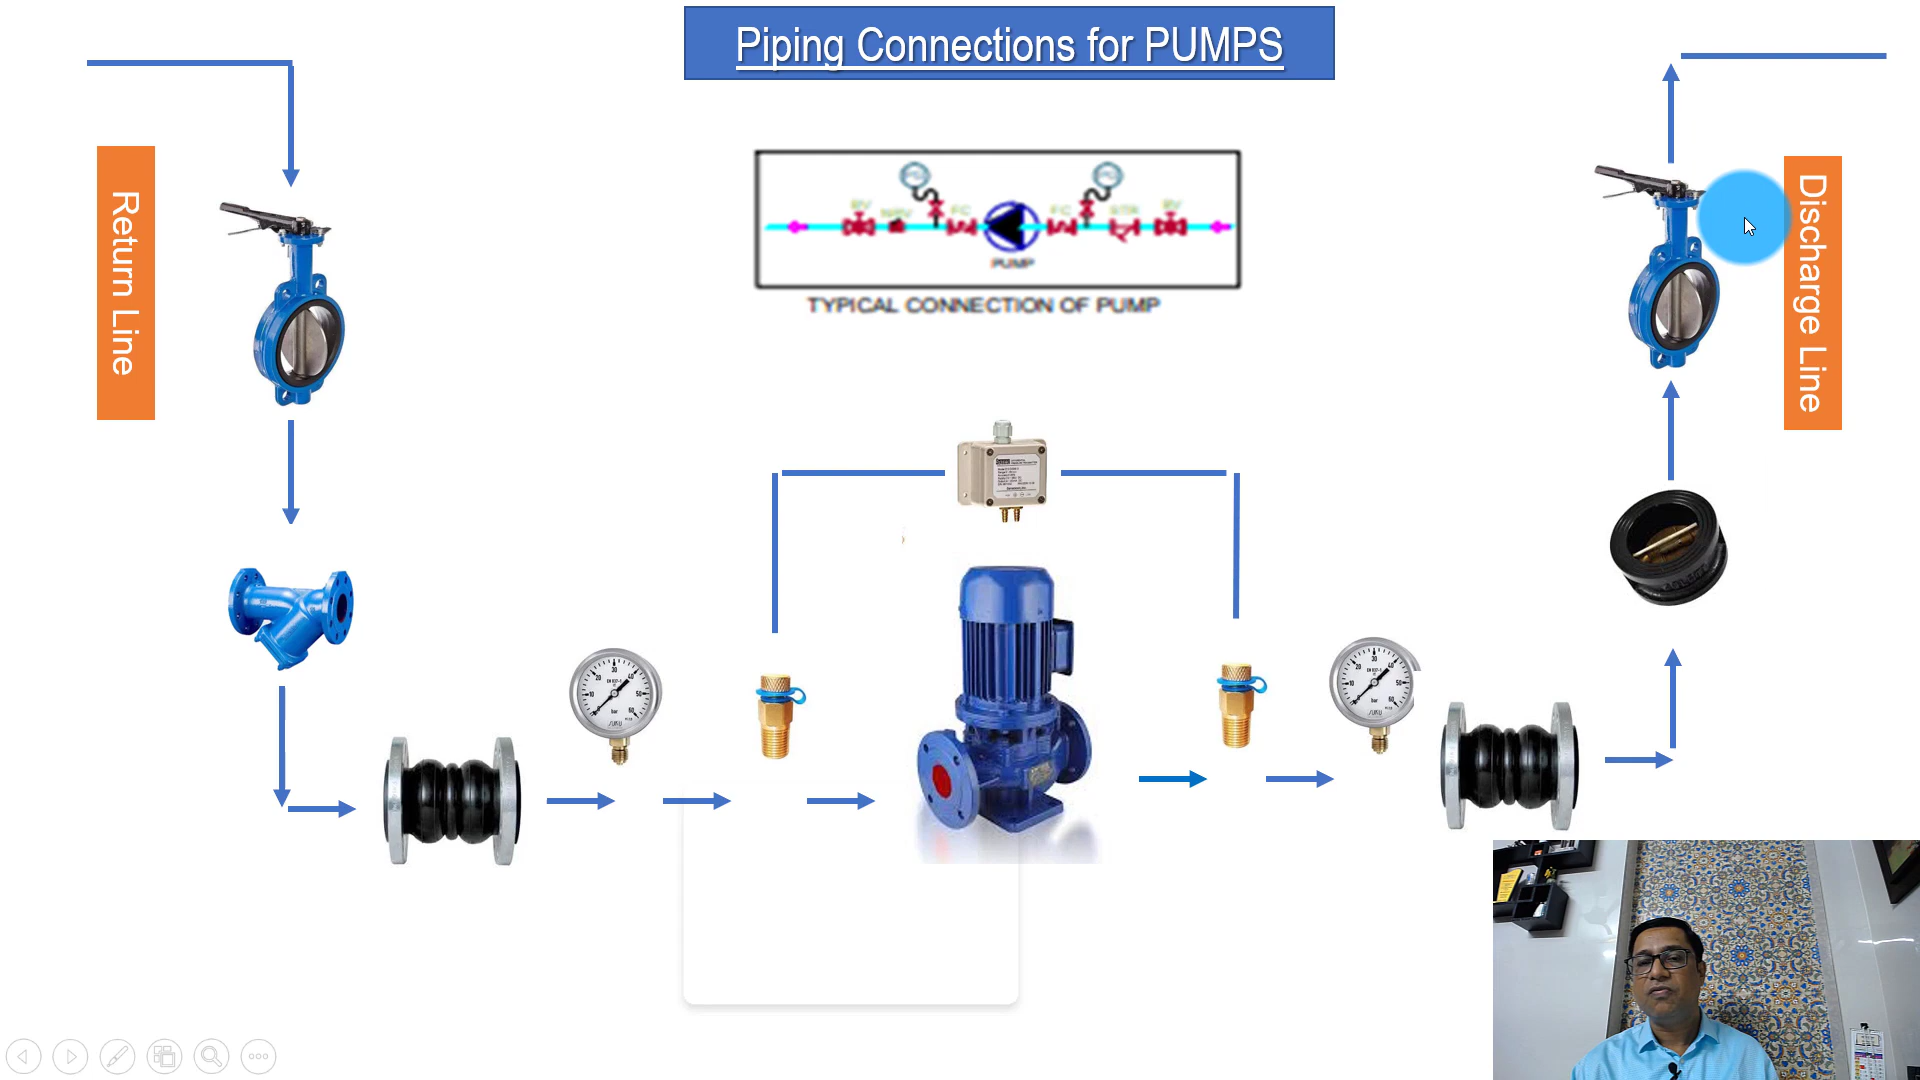 Piping Connections for PUMPS
Return Line
PUMP
TYPICAL CONNECTION OF PUMP
Discharge Line